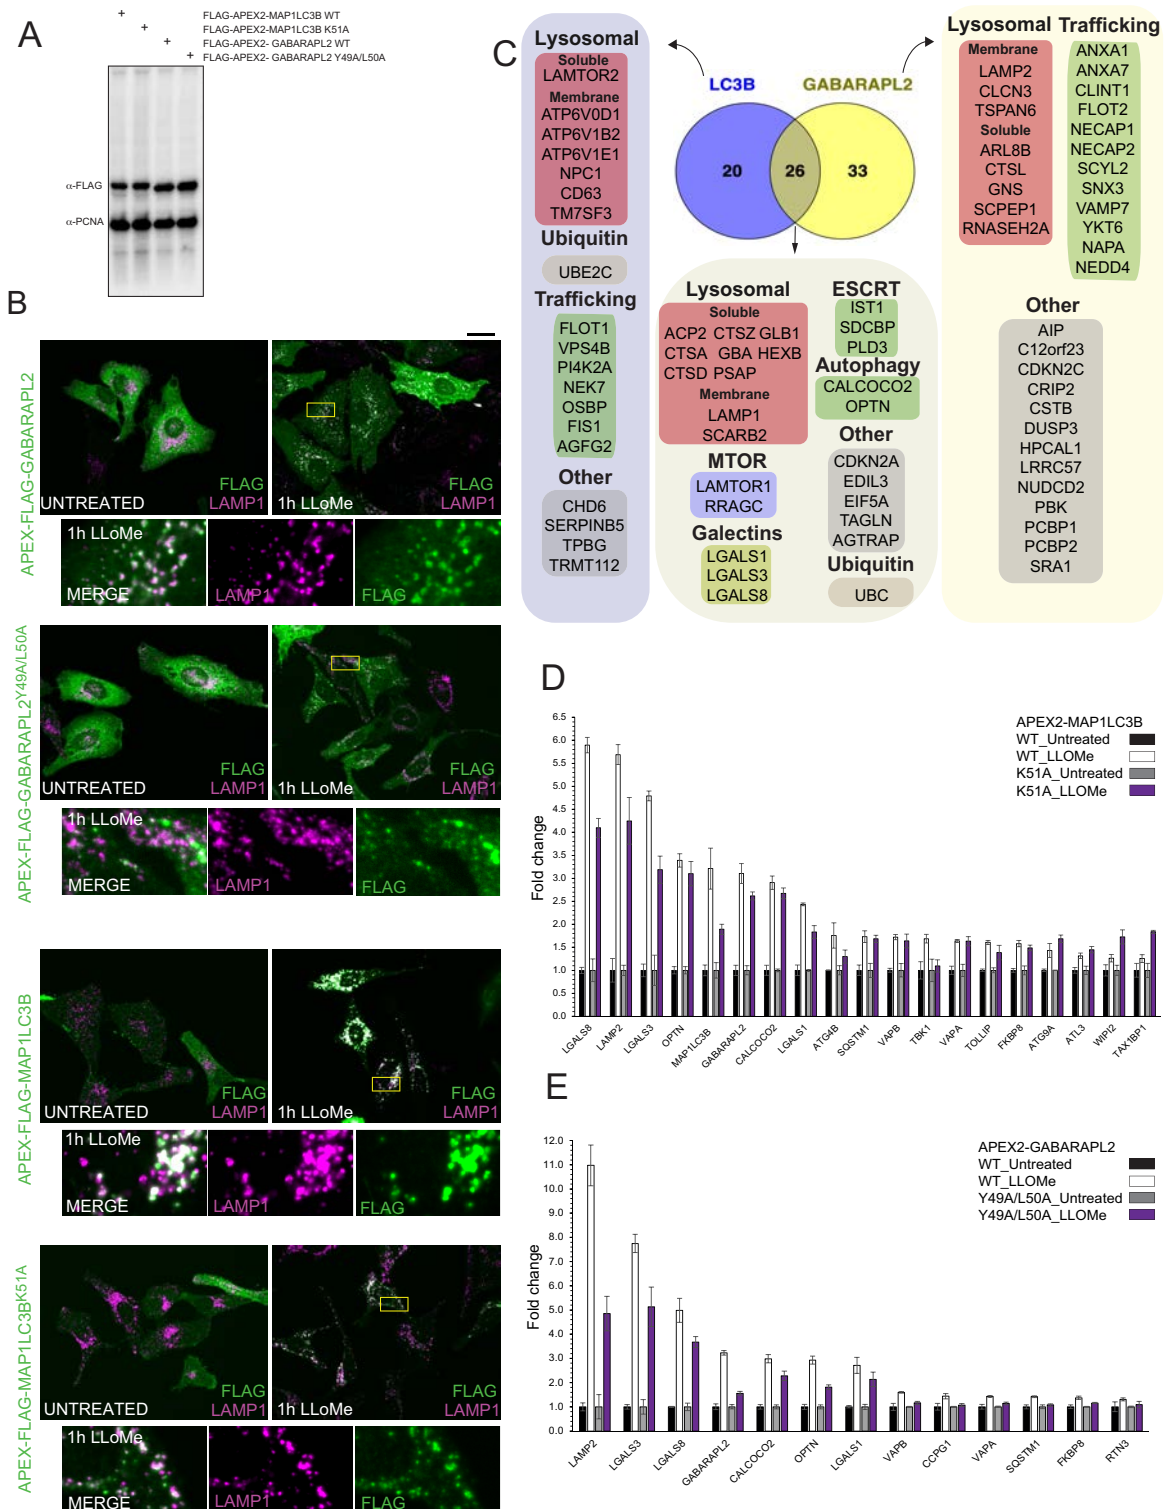 A
+ FLAG-APEX2-MAP1LC3B WT
+ FLAG-APEX2-MAP1LC3B K51A
+ FLAG-APEX2- GABARAPL2 WT
+ FLAG-APEX2- GABARAPL2 Y49A/L50A
α-FLAG
α-PCNA
B
APEX-FLAG-GABARAPL2
UNTREATED
FLAG
LAMP1
1h LLoMe
FLAG
LAMP1
1h LLoMe
MERGE
LAMP1
FLAG
APEX-FLAG-GABARAPL2Y49A/L50A
UNTREATED
FLAG
LAMP1
1h LLoMe
FLAG
LAMP1
1h LLoMe
MERGE
LAMP1
FLAG
APEX-FLAG-MAP1LC3B
UNTREATED
FLAG
LAMP1
1h LLoMe
FLAG
LAMP1
1h LLoMe
MERGE
LAMP1
FLAG
APEX-FLAG-MAP1LC3BK51A
UNTREATED
FLAG
LAMP1
1h LLoMe
FLAG
LAMP1
1h LLoMe
MERGE
LAMP1
FLAG
C
Lysosomal
Soluble
LAMTOR2
Membrane
ATP6V0D1
ATP6V1B2
ATP6V1E1
NPC1
CD63
TM7SF3
Ubiquitin
UBE2C
Trafficking
FLOT1
VPS4B
PI4K2A
NEK7
OSBP
FIS1
AGFG2
Other
CHD6
SERPINB5
TPBG
TRMT112
LC3B
GABARAPL2
20
26
33
Lysosomal
Soluble
ACP2 CTSZ GLB1
CTSA GBA HEXB
CTSD PSAP
Membrane
LAMP1
SCARB2
MTOR
LAMTOR1
RRAGC
Galectins
LGALS1
LGALS3
LGALS8
ESCRT
IST1
SDCBP
PLD3
Autophagy
CALCOCO2
OPTN
Other
CDKN2A
EDIL3
EIF5A
TAGLN
AGTRAP
Ubiquitin
UBC
Lysosomal
Membrane
LAMP2
CLCN3
TSPAN6
Soluble
ARL8B
CTSL
GNS
SCPEP1
RNASEH2A
Trafficking
ANXA1
ANXA7
CLINT1
FLOT2
NECAP1
NECAP2
SCYL2
SNX3
VAMP7
YKT6
NAPA
NEDD4
Other
AIP
C12orf23
CDKN2C
CRIP2
CSTB
DUSP3
HPCAL1
LRRC57
NUDCD2
PBK
PCBP1
PCBP2
SRA1
D
Fold change
6.5
6.0
5.5
5.0
4.5
4.0
3.5
3.0
2.5
2.0
1.5
1.0
0.5
0.0
APEX2-MAP1LC3B
WT_Untreated
WT_LLOMe
K51A_Untreated
K51A_LLOMe
LGALS8
LAMP2
LGALS3
OPTN
MAP1LC3B
GABARAPL2
CALCOCO2
LGALS1
ATG4B
SQSTM1
VAPB
TBK1
VAPA
TOLLIP
FKBP8
ATG9A
ATL3
WIPI2
TAX1BP1
E
Fold change
12.0
11.0
10.0
9.0
8.0
7.0
6.0
5.0
4.0
3.0
2.0
1.0
0.0
APEX2-GABARAPL2
WT_Untreated
WT_LLOMe
Y49A/L50A_Untreated
Y49A/L50A_LLOMe
LAMP2
LGALS3
LGALS8
GABARAPL2
CALCOCO2
OPTN
LGALS1
VAPB
CCPG1
VAPA
SQSTM1
FKBP8
RTN3